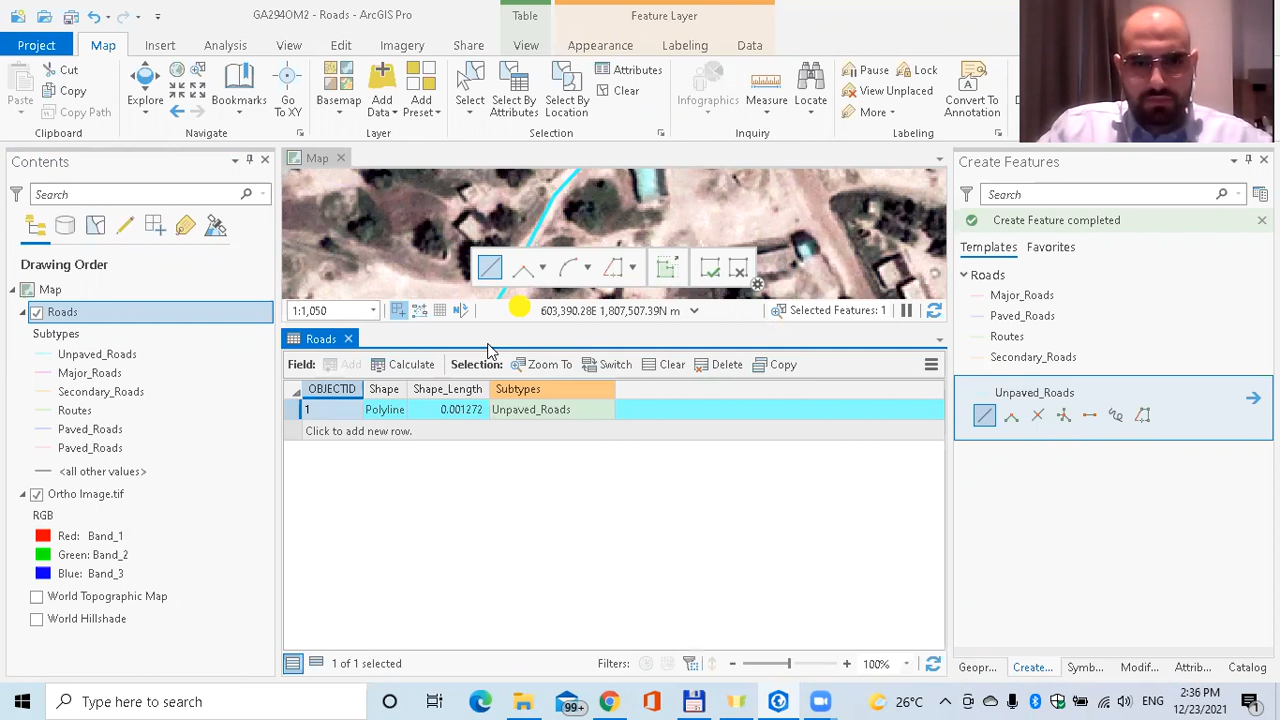 GA294OM2 - Roads - ArcGIS Pro
Table
Feature Layer
Project Map Insert Analysis View Edit Imagery Share View Appearance Labeling Data
Paste Cut Copy Copy Path
Clipboard
Explore Bookmarks Go To XY
Navigate
Basemap Add Data Add Preset
Layer
Select Select By Attributes Select By Location Attributes Clear
Selection
Infographics Measure Locate
Inquiry
Pause Lock View Unplaced More Convert To Annotation
Labeling
Contents
Search
Drawing Order
Map
Roads
Subtypes
Unpaved_Roads
Major_Roads
Secondary_Roads
Routes
Paved_Roads
Paved_Roads
<all other values>
Ortho Image.tif
RGB
Red: Band_1
Green: Band_2
Blue: Band_3
World Topographic Map
World Hillshade
Map
1:1,050 603,390.28E 1,807,507.39N m Selected Features: 1
Roads
Field: Add Calculate Selection: Zoom To Switch Clear Delete Copy
OBJECTID Shape Shape_Length Subtypes
1 Polyline 0.001272 Unpaved_Roads
Click to add new row.
1 of 1 selected Filters: 100%
Create Features
Search
Create Feature completed
Templates Favorites
Roads
Major_Roads
Paved_Roads
Routes
Secondary_Roads
Unpaved_Roads
Geopr... Create... Symb... Modif... Attrib... Catalog
Type here to search
99+
26°C
ENG
2:36 PM
12/23/2021
1